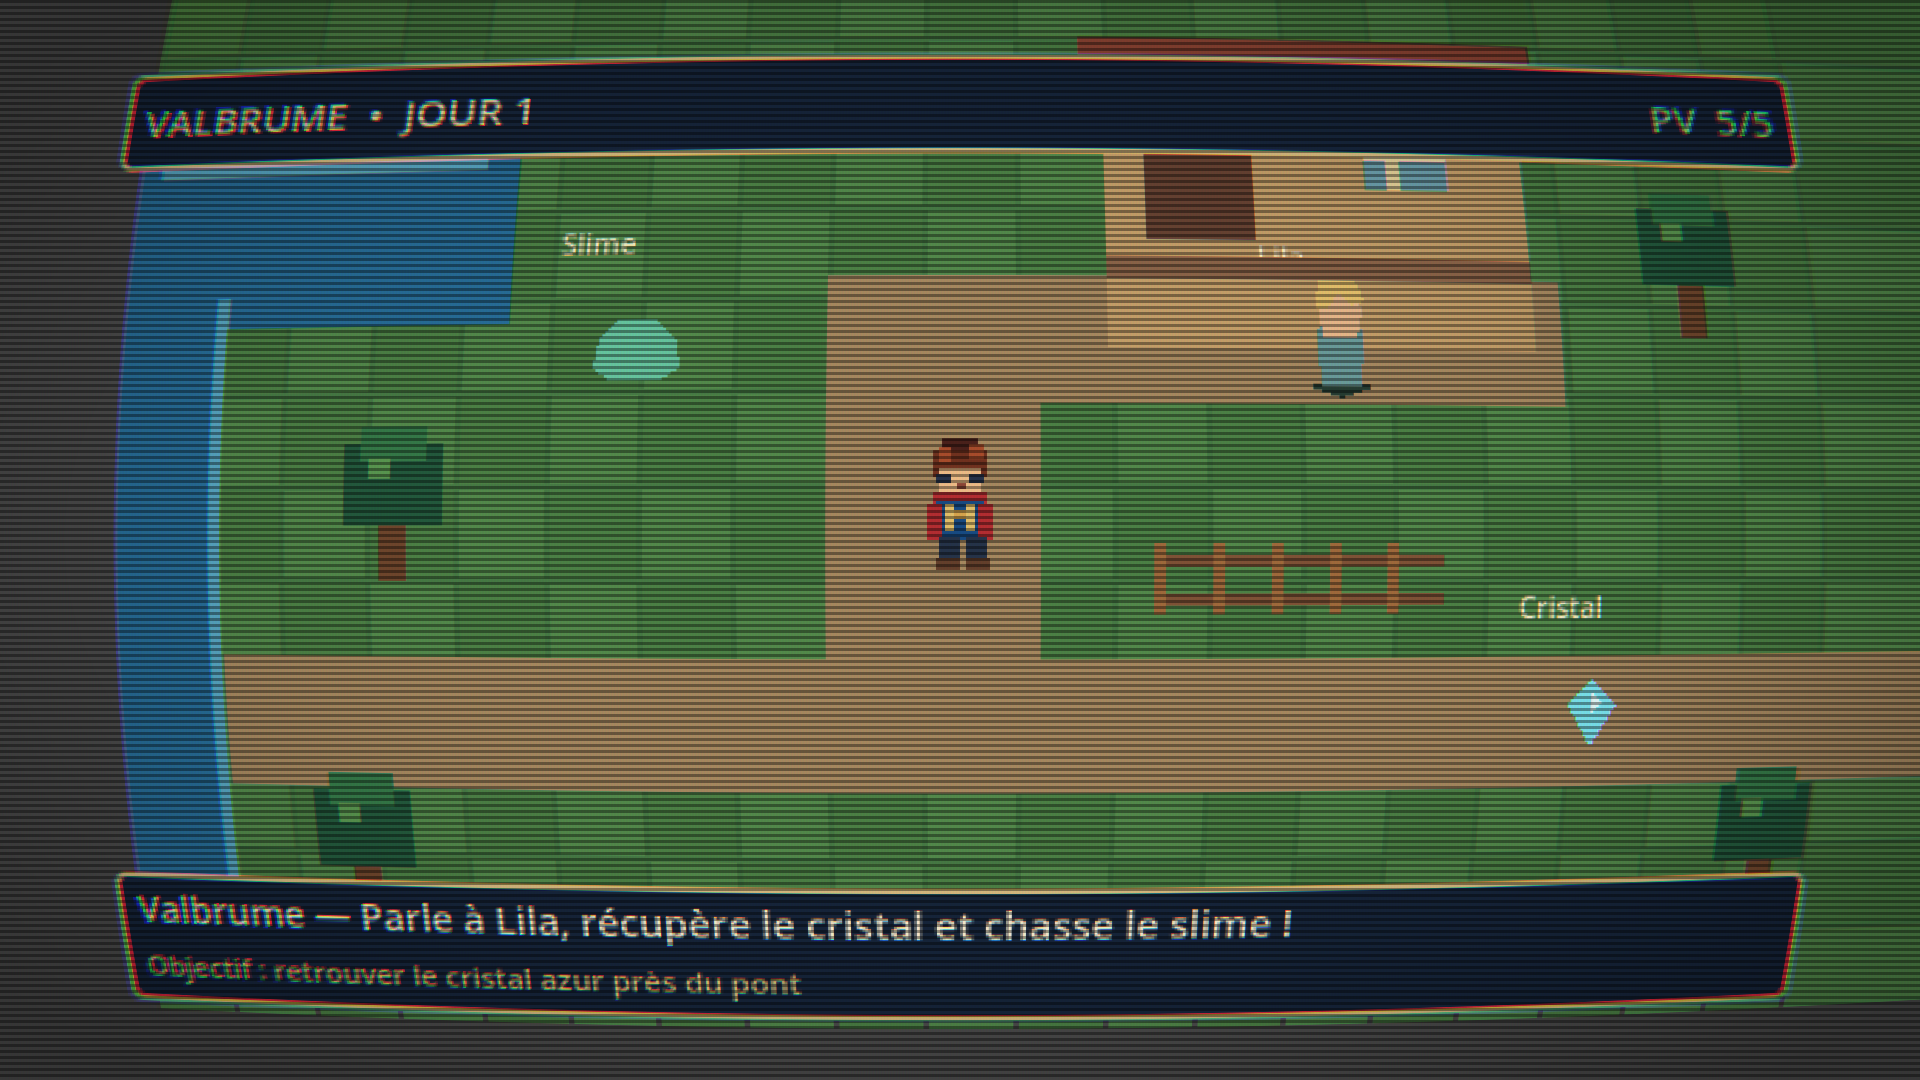 VALBRUME • JOUR 1
PV 5/5
Slime
Cristal
Valbrume — Parle à Lila, récupère le cristal et chasse le slime !
Objectif : retrouver le cristal azur près du pont